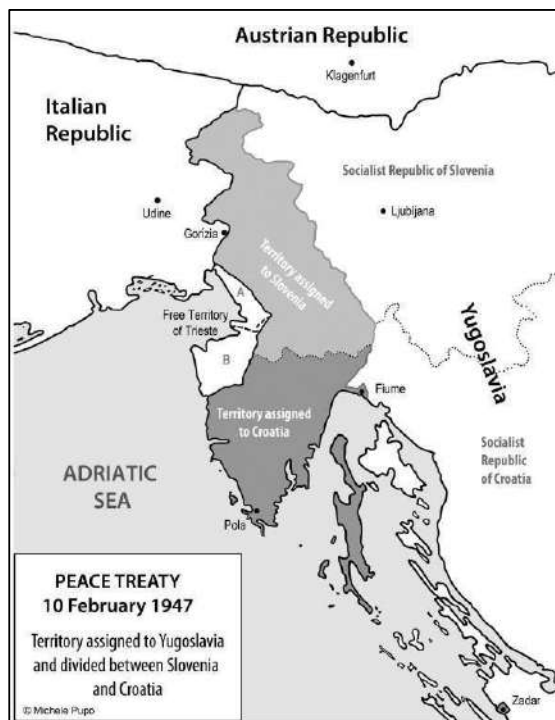 Austrian Republic
Klagenfurt
Italian
Republic
Socialist Republic of Slovenia
Udine
Ljubljana
Gorizia
Territory assigned
to Slovenia
A
Free Territory
of Trieste
B
Yugoslavia
Fiume
Territory assigned
to Croatia
Socialist
Republic
of Croatia
ADRIATIC
SEA
Pola
PEACE TREATY
10 February 1947
Territory assigned to Yugoslavia
and divided between Slovenia
and Croatia
© Michele Pupo
Zadar